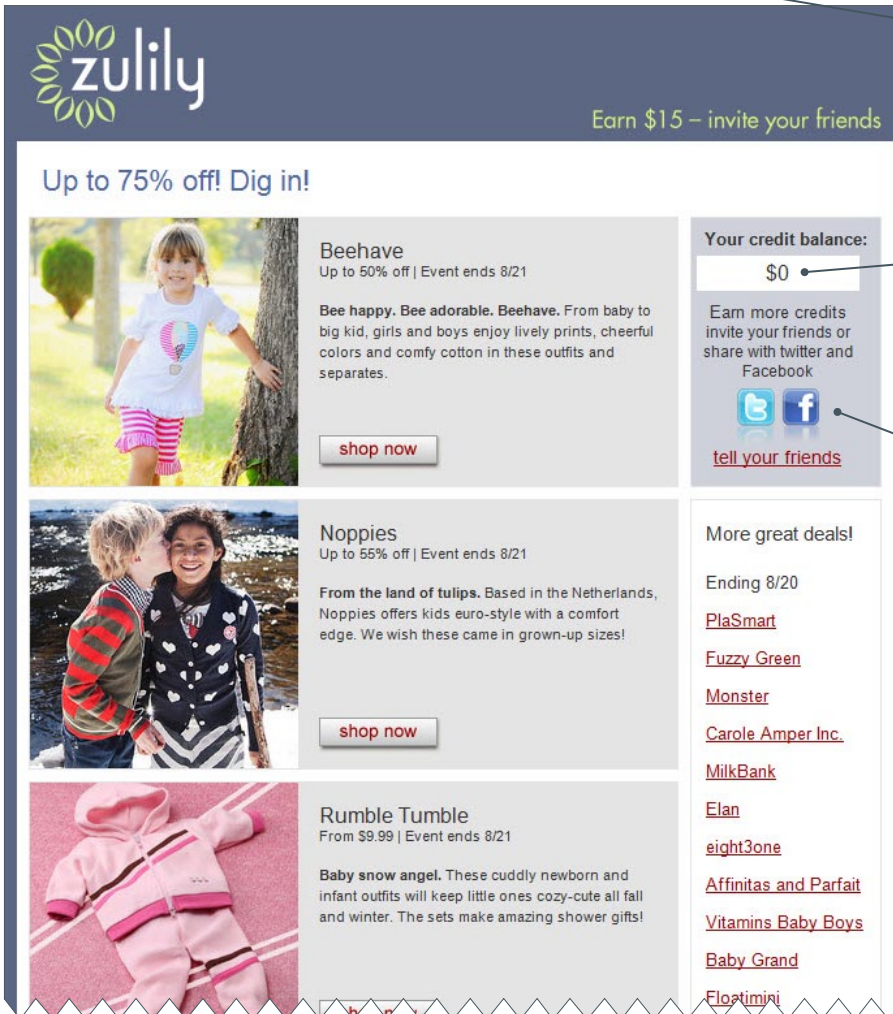 zulily
Earn $15 – invite your friends
Up to 75% off! Dig in!
Beehave
Up to 50% off | Event ends 8/21
Bee happy. Bee adorable. Beehave. From baby to
big kid, girls and boys enjoy lively prints, cheerful
colors and comfy cotton in these outfits and
separates.
shop now
Your credit balance:
$0
Earn more credits
invite your friends or
share with twitter and
Facebook
tell your friends
Noppies
Up to 55% off | Event ends 8/21
From the land of tulips. Based in the Netherlands,
Noppies offers kids euro-style with a comfort
edge. We wish these came in grown-up sizes!
shop now
Rumble Tumble
From $9.99 | Event ends 8/21
Baby snow angel. These cuddly newborn and
infant outfits will keep little ones cozy-cute all fall
and winter. The sets make amazing shower gifts!
More great deals!
Ending 8/20
PlaSmart
Fuzzy Green
Monster
Carole Amper Inc.
MilkBank
Elan
eight3one
Affinitas and Parfait
Vitamins Baby Boys
Baby Grand
Floatimini